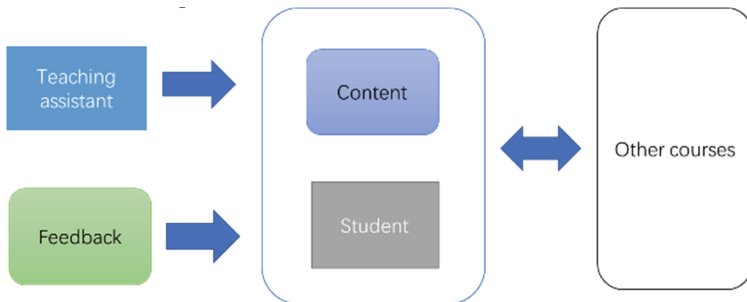 Teaching
assistant
Content
Other courses
Feedback
Student